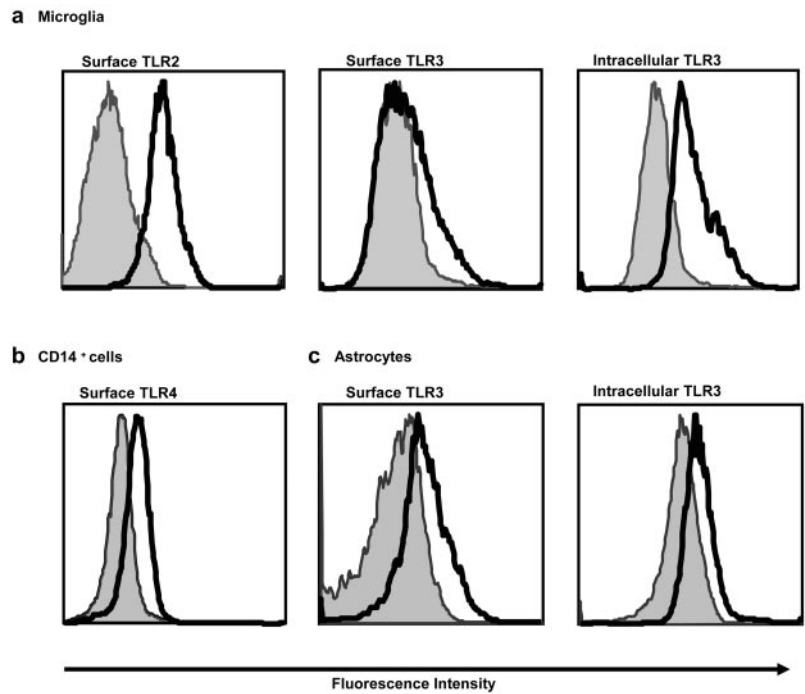 a Microglia
Surface TLR2
Surface TLR3
Intracellular TLR3
b CD14 + cells
c Astrocytes
Surface TLR4
Surface TLR3
Intracellular TLR3
Fluorescence Intensity